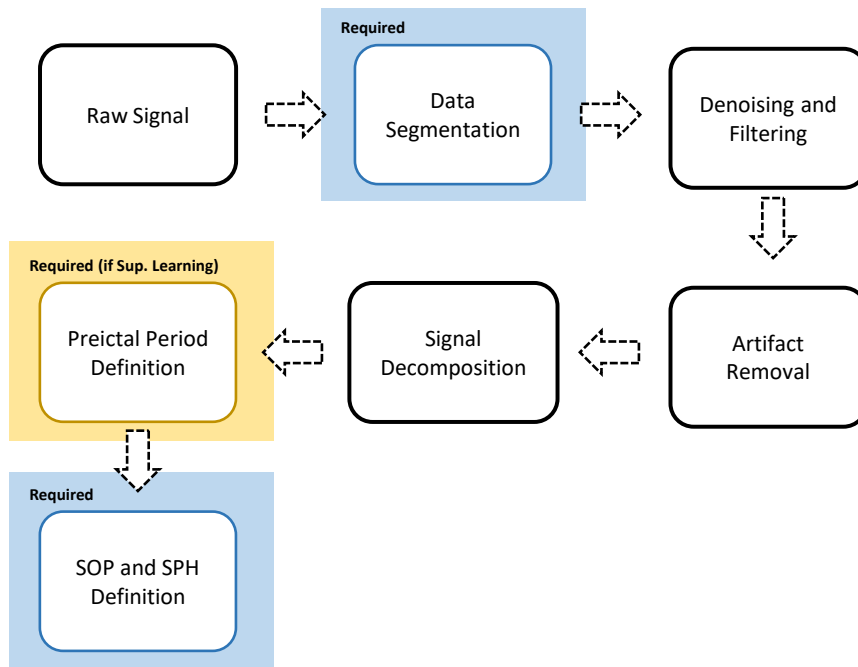 Required
Raw Signal
Data
Segmentation
Denoising and
Filtering
Required (if Sup. Learning)
Preictal Period
Definition
Signal
Decomposition
Artifact
Removal
Required
SOP and SPH
Definition